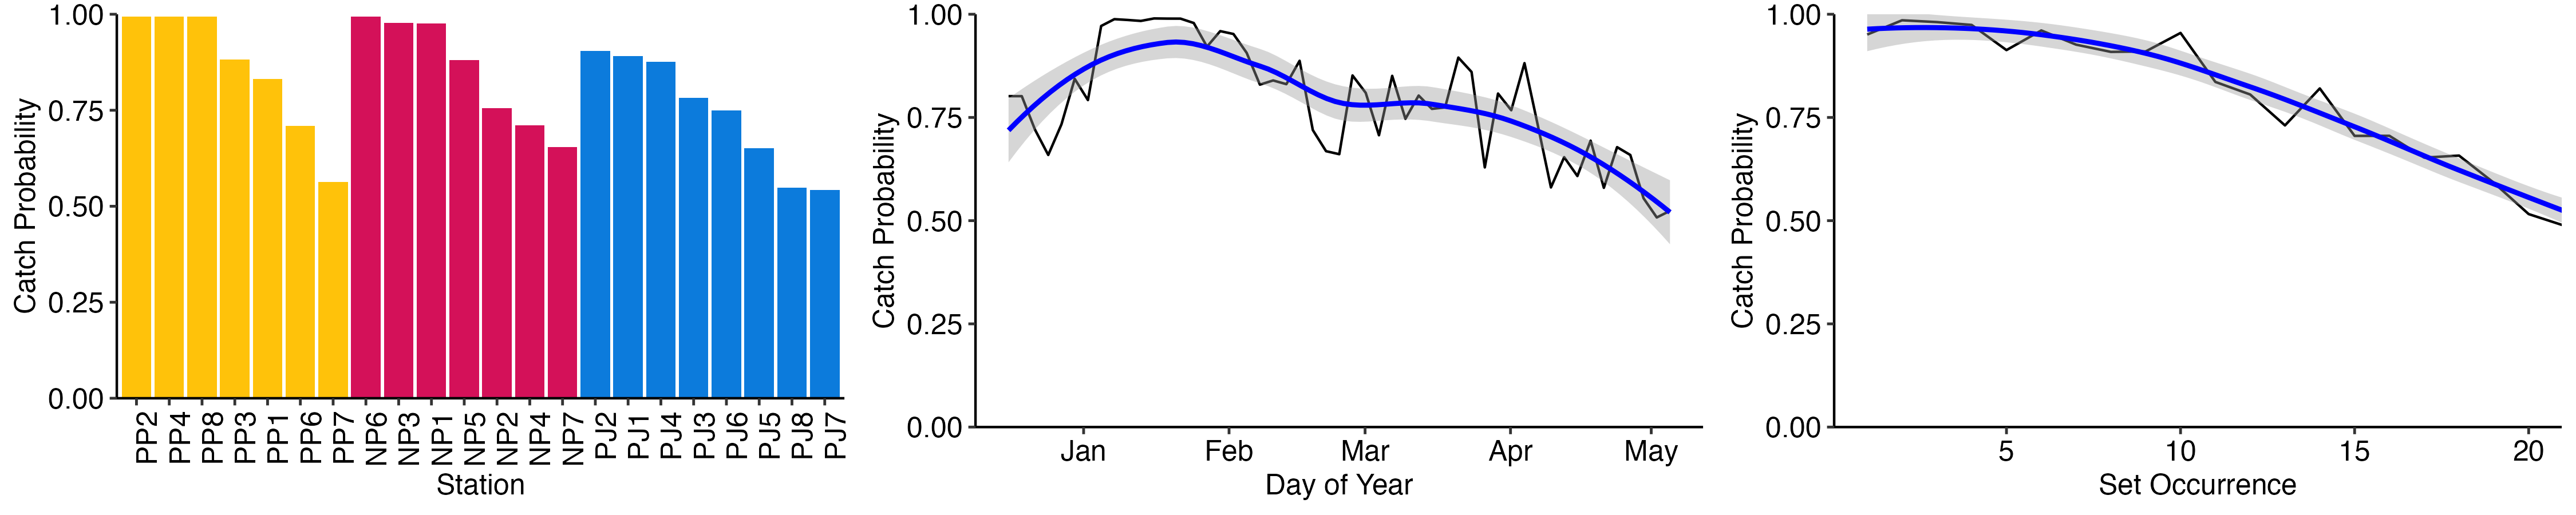 Catch Probability
1.00
0.75
0.50
0.25
0.00
PP2 PP4 PP8 PP3 PP1 PP6 PP7 NP6 NP3 NP1 NP5 NP2 NP4 NP7 PJ2 PJ1 PJ4 PJ3 PJ6 PJ5 PJ8 PJ7
Station
Catch Probability
1.00
0.75
0.50
0.25
0.00
Jan Feb Mar Apr May
Day of Year
Catch Probability
1.00
0.75
0.50
0.25
0.00
5 10 15 20
Set Occurrence